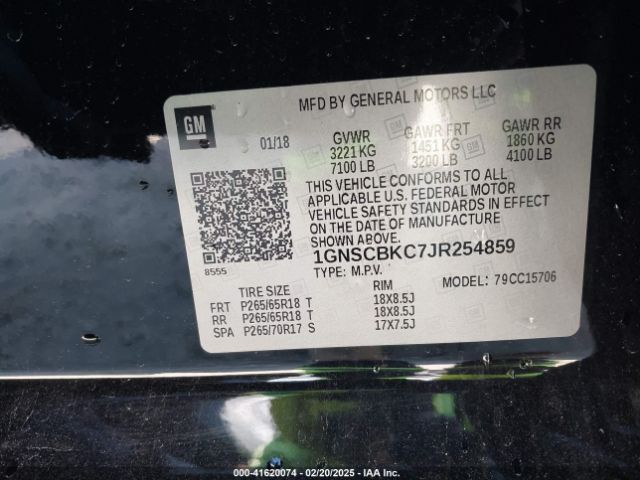 MFD BY GENERAL MOTORS LLC
GM
01/18
GVWR GAWR FRT GAWR RR
3221 KG 1451 KG 1860 KG
7100 LB 3200 LB 4100 LB
THIS VEHICLE CONFORMS TO ALL
APPLICABLE U.S. FEDERAL MOTOR
VEHICLE SAFETY STANDARDS IN EFFECT
ON THE DATE OF MANUFACTURE
SHOWN ABOVE.
8555
1GNSCBKC7JR254859
TYPE: M.P.V. MODEL: 79CC15706
TIRE SIZE RIM
FRT P265/65R18 T 18X8.5J
RR P265/65R18 T 18X8.5J
SPA P265/70R17 S 17X7.5J
000-41620074 | 02/20/2025 - IAA Inc.